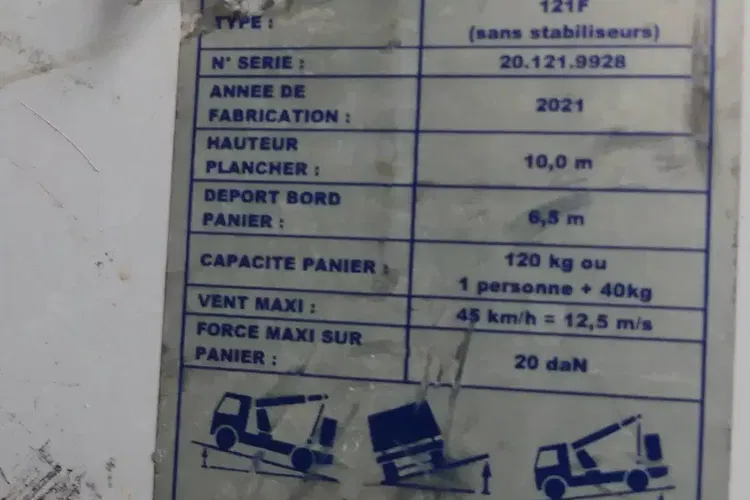 TYPE : 121F
(sans stabiliseurs)
N° SERIE : 20.121.9928
ANNEE DE
FABRICATION : 2021
HAUTEUR
PLANCHER : 10,0 m
DEPORT BORD
PANIER : 6,5 m
CAPACITE PANIER : 120 kg ou
1 personne + 40kg
VENT MAXI : 45 km/h = 12,5 m/s
FORCE MAXI SUR
PANIER : 20 daN